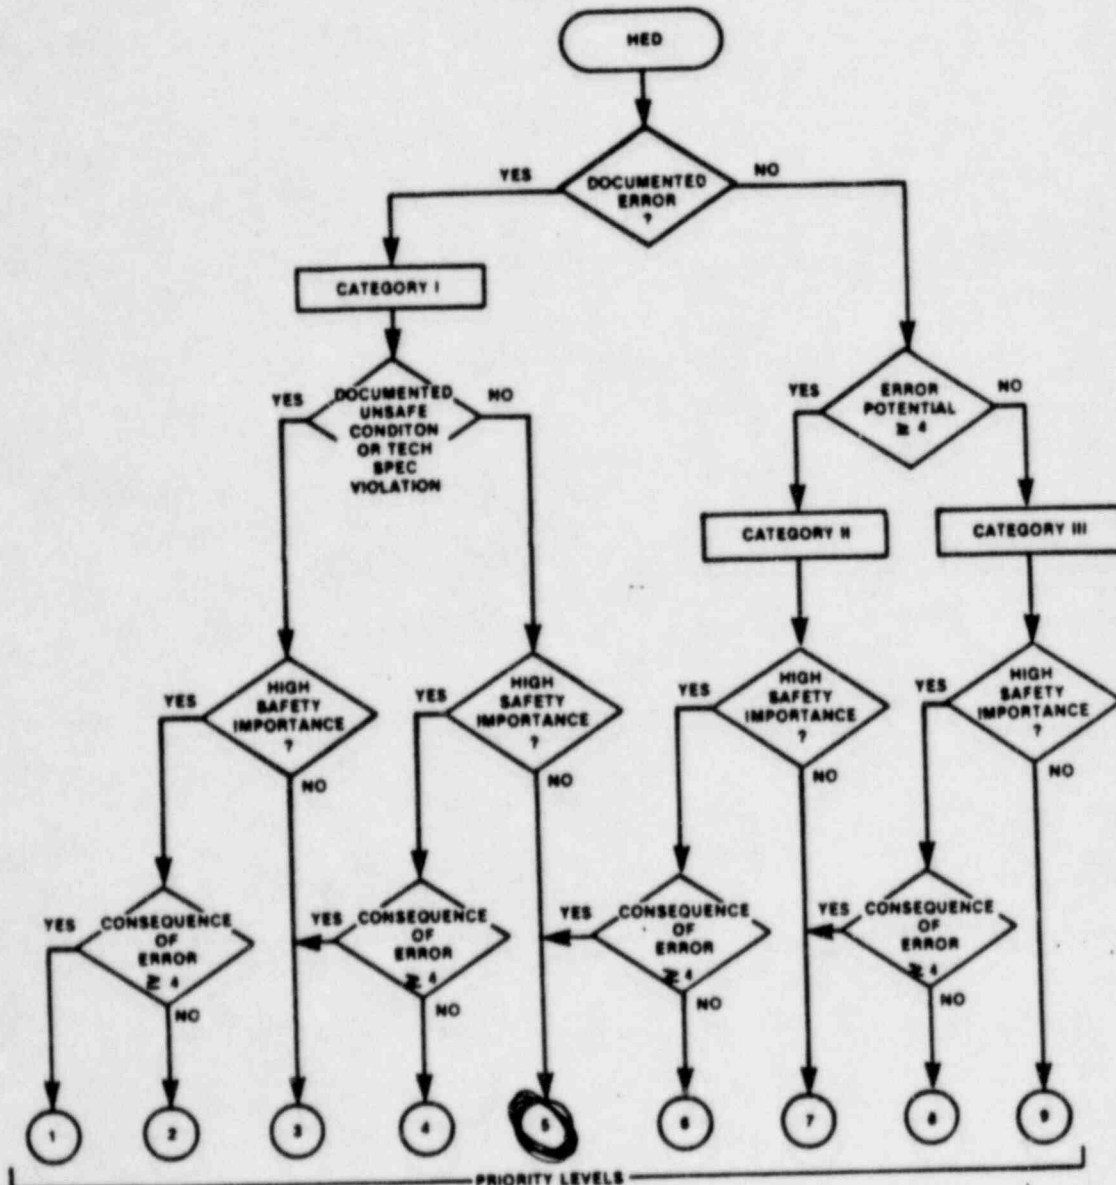 HED
YES
DOCUMENTED
ERROR
?
NO
CATEGORY I
YES
DOCUMENTED
UNSAFE
CONDITON
OR TECH
SPEC
VIOLATION
NO
YES
ERROR
POTENTIAL
≥ 4
NO
CATEGORY II
CATEGORY III
YES
HIGH
SAFETY
IMPORTANCE
?
NO
YES
HIGH
SAFETY
IMPORTANCE
?
NO
YES
HIGH
SAFETY
IMPORTANCE
?
NO
YES
HIGH
SAFETY
IMPORTANCE
?
NO
YES
CONSEQUENCE
OF
ERROR
≥ 4
NO
YES
CONSEQUENCE
OF
ERROR
≥ 4
NO
YES
CONSEQUENCE
OF
ERROR
≥ 4
NO
YES
CONSEQUENCE
OF
ERROR
≥ 4
NO
1
2
3
4
5
6
7
8
9
PRIORITY LEVELS